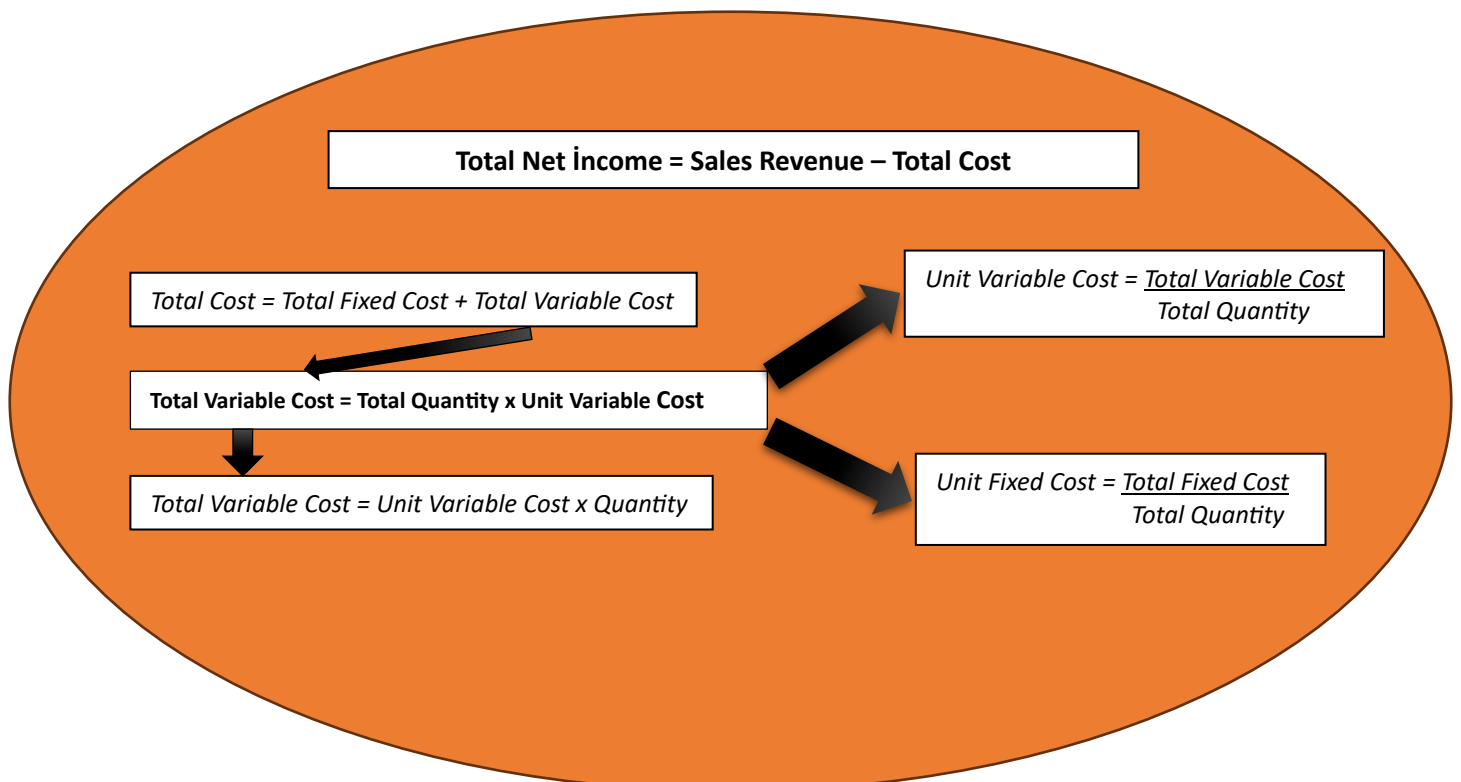 Total Net İncome = Sales Revenue – Total Cost
Total Cost = Total Fixed Cost + Total Variable Cost
Total Variable Cost = Total Quantity x Unit Variable Cost
Total Variable Cost = Unit Variable Cost x Quantity
Unit Variable Cost = Total Variable Cost
Total Quantity
Unit Fixed Cost = Total Fixed Cost
Total Quantity